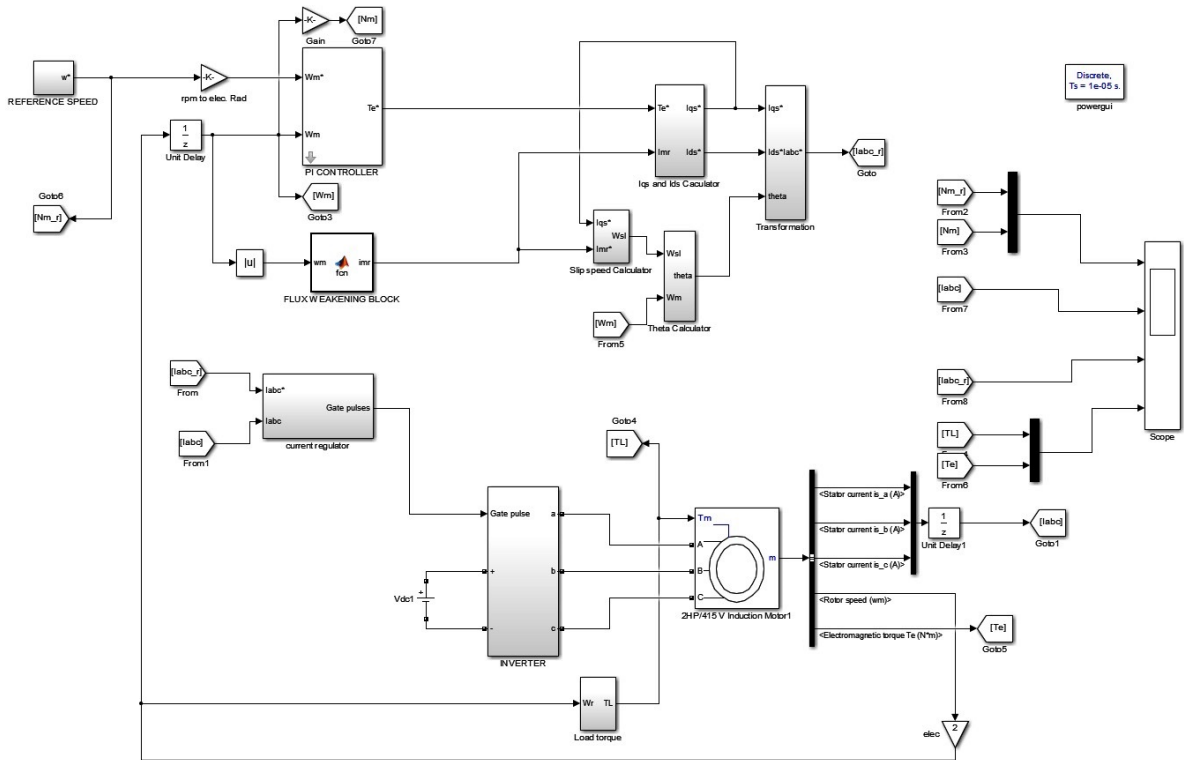 -K-
[Nm]
Gain
Goto7
w*
REFERENCE SPEED
-K-
rpm to elec. Rad
Wm*
Te*
Wm
PI CONTROLLER
1
z
Unit Delay
Goto6
[Nm_r]
[Wm]
Goto3
|u|
wm
fcn
imr
FLUX WEAKENING BLOCK
Te*
Iqs*
Imr
Ids*
Iqs and Ids Caculator
Iqs*
Ids*
Iabc*
theta
Transformation
[Iabc_r]
Goto
Iqs*
Wsl
Imr*
Slip speed Calculator
Wsl
theta
Wm
Theta Calculator
[Wm]
From5
Discrete,
Ts = 1e-05 s.
powergui
[Nm_r]
From2
[Nm]
From3
[Iabc]
From7
[Iabc_r]
From8
[TL]
[Te]
From6
Scope
[Iabc_r]
From
[Iabc]
From1
Iabc*
Gate pulses
Iabc
current regulator
Goto4
[TL]
Gate pulse
a
+
b
-
c
INVERTER
Vdc1
+
-
Tm
A
B
C
m
2HP/415 V Induction Motor1
<Stator current is_a (A)>
<Stator current is_b (A)>
<Stator current is_c (A)>
<Rotor speed (wm)>
<Electromagnetic torque Te (N*m)>
1
z
Unit Delay1
[Iabc]
Goto1
[Te]
Goto5
Wr
TL
Load torque
elec
2